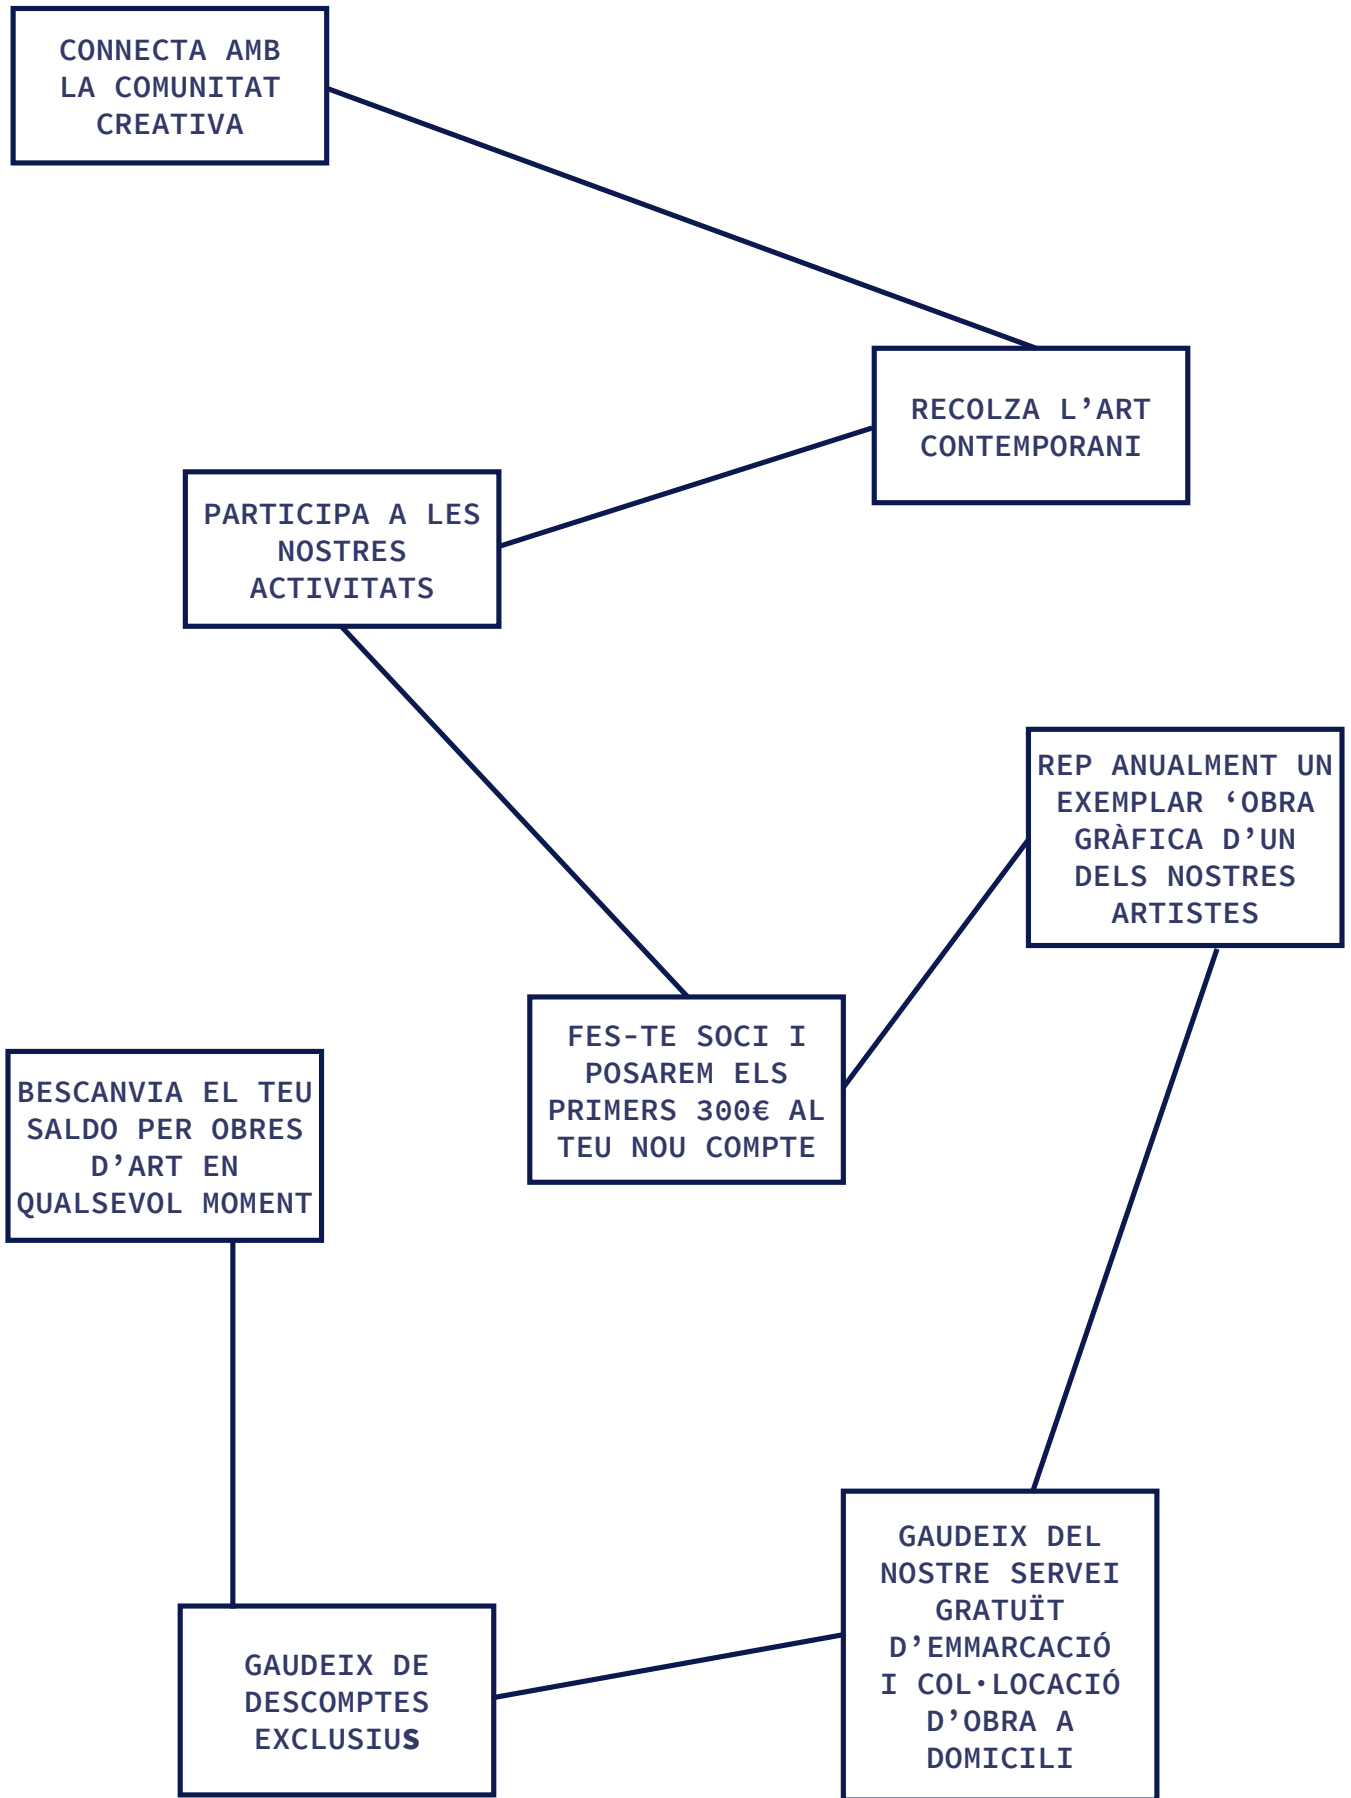 CONNECTA AMB
LA COMUNITAT
CREATIVA
RECOLZA L’ART
CONTEMPORANI
PARTICIPA A LES
NOSTRES
ACTIVITATS
REP ANUALMENT UN
EXEMPLAR ‘OBRA
GRÀFICA D’UN
DELS NOSTRES
ARTISTES
FES-TE SOCI I
POSAREM ELS
PRIMERS 300€ AL
TEU NOU COMPTE
BESCANVIA EL TEU
SALDO PER OBRES
D’ART EN
QUALSEVOL MOMENT
GAUDEIX DEL
NOSTRE SERVEI
GRATUÏT
D’EMMARCACIÓ
I COL·LOCACIÓ
D’OBRA A
DOMICILI
GAUDEIX DE
DESCOMPTES
EXCLUSIUS